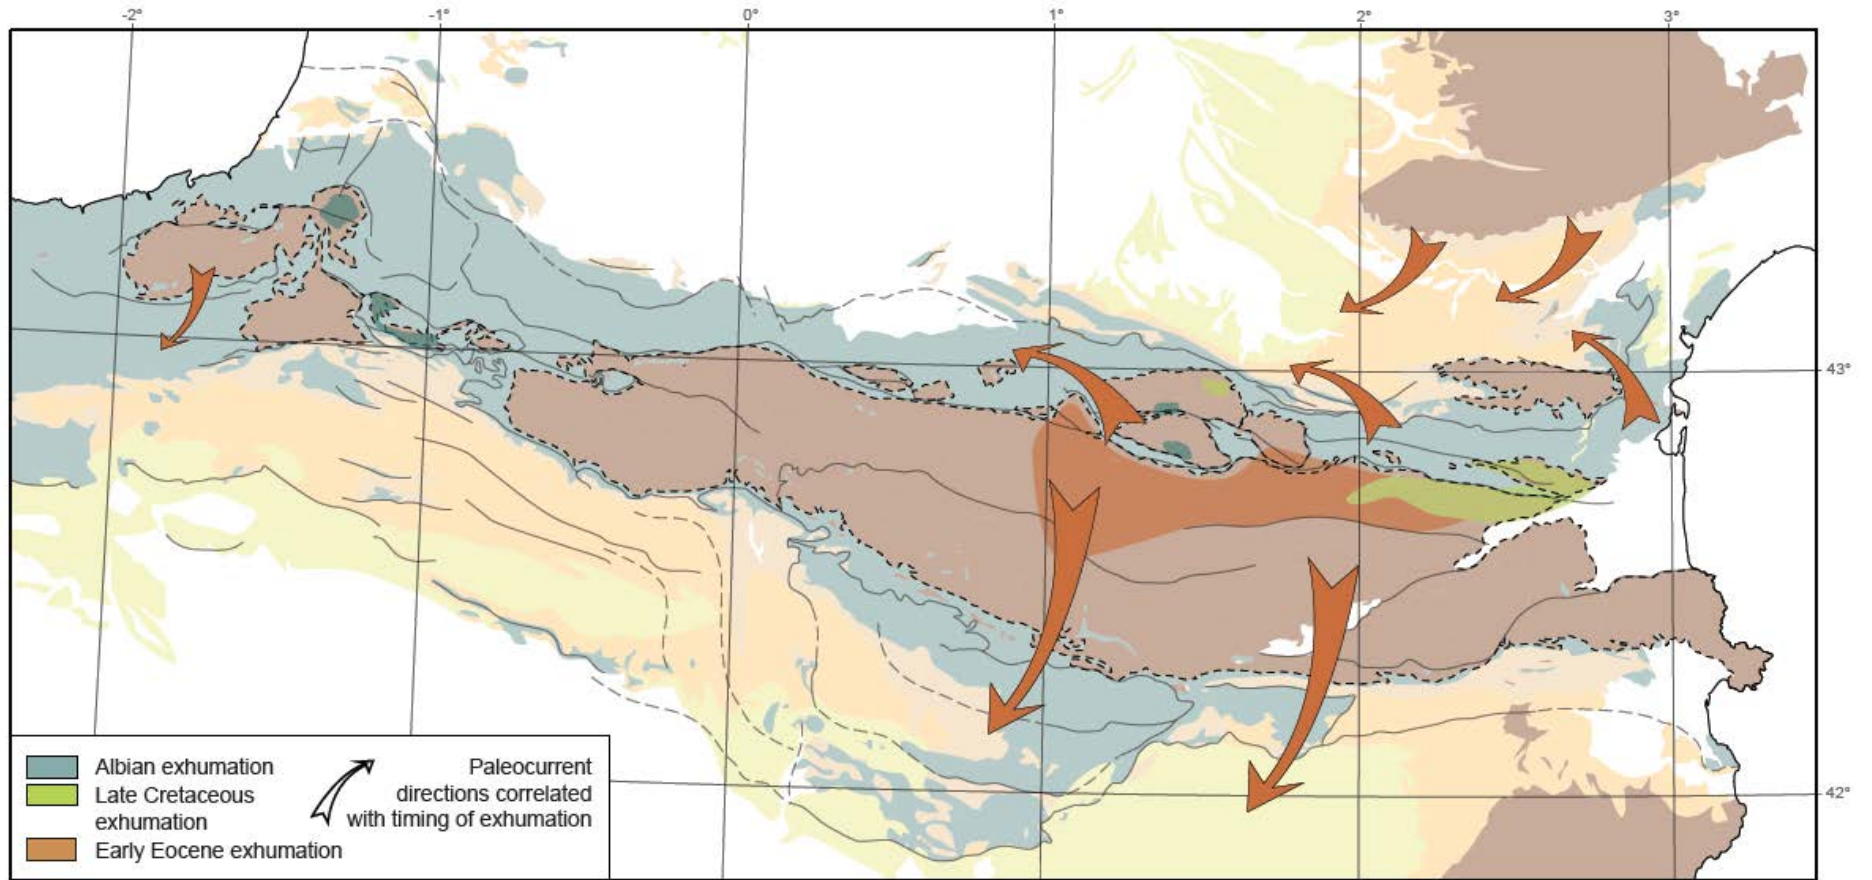 -2°
-1°
0°
1°
2°
3°
43°
42°
Albian exhumation
Late Cretaceous
exhumation
Early Eocene exhumation
Paleocurrent
directions correlated
with timing of exhumation